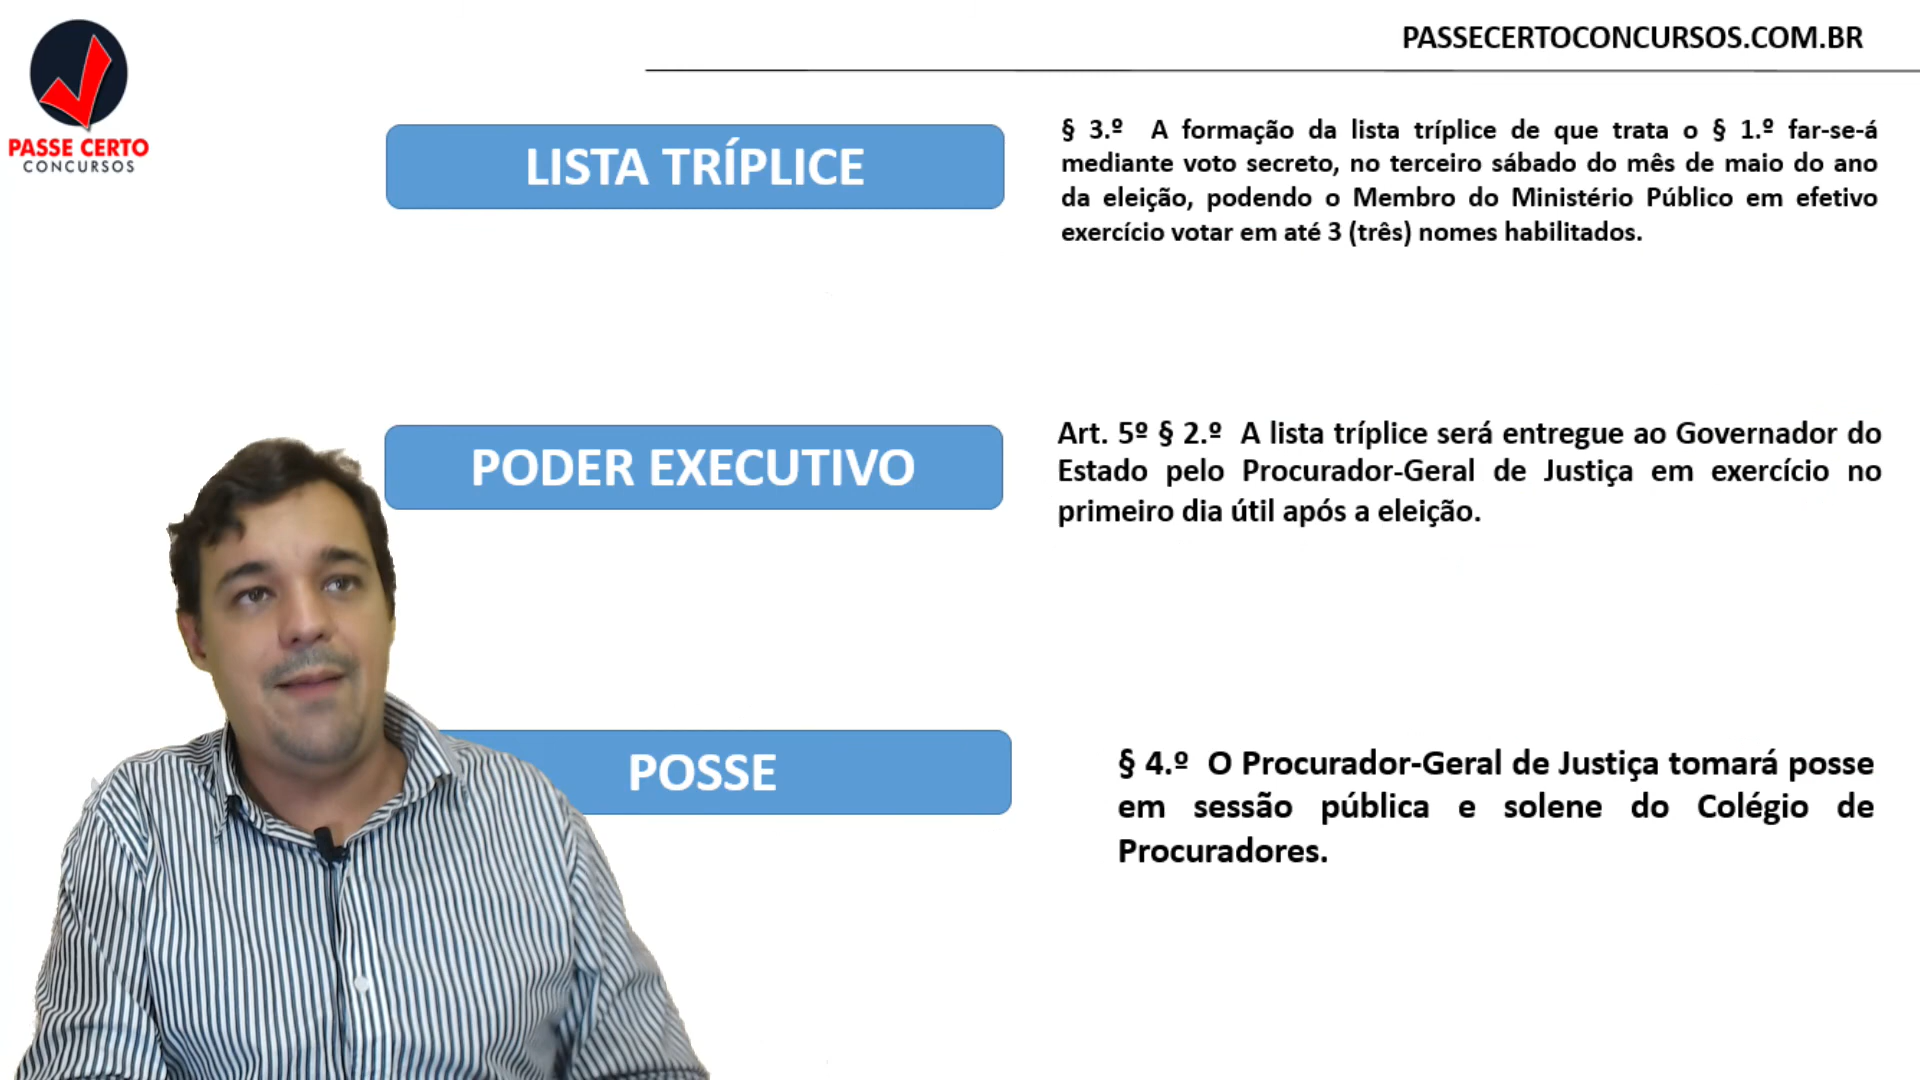 PASSECERTOCONCURSOS.COM.BR
PASSE CERTO
CONCURSOS
LISTA TRÍPLICE
§ 3.º A formação da lista tríplice de que trata o § 1.º far-se-á
mediante voto secreto, no terceiro sábado do mês de maio do ano
da eleição, podendo o Membro do Ministério Público em efetivo
exercício votar em até 3 (três) nomes habilitados.
PODER EXECUTIVO
Art. 5º § 2.º A lista tríplice será entregue ao Governador do
Estado pelo Procurador-Geral de Justiça em exercício no
primeiro dia útil após a eleição.
POSSE
§ 4.º O Procurador-Geral de Justiça tomará posse
em sessão pública e solene do Colégio de
Procuradores.